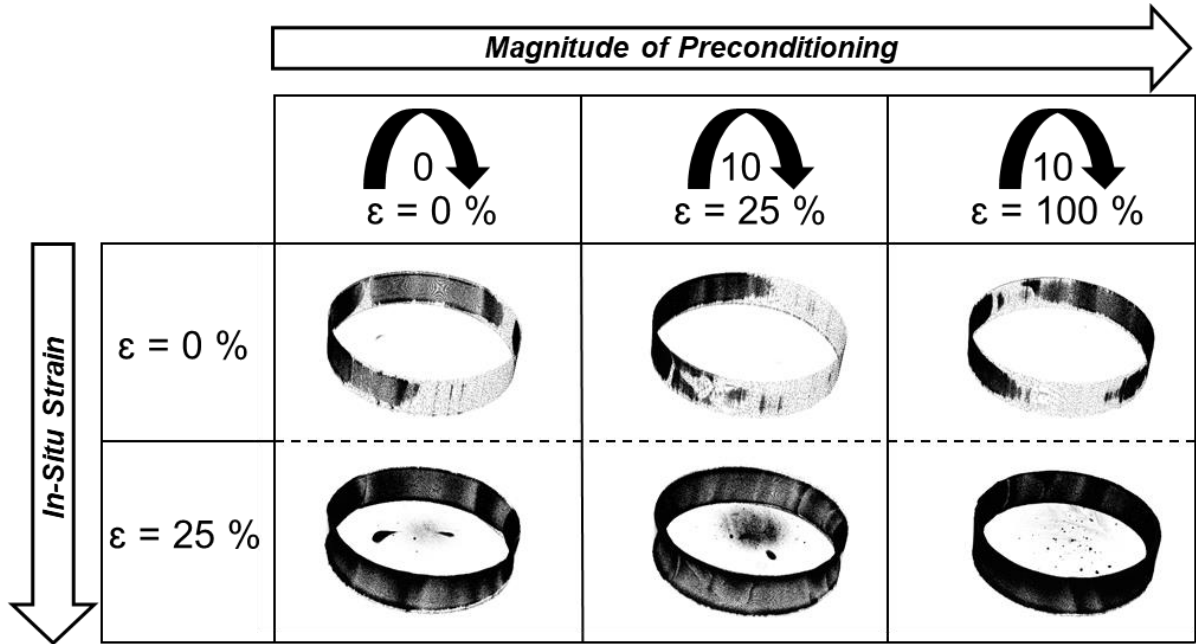 Magnitude of Preconditioning
0
ε = 0 %
10
ε = 25 %
10
ε = 100 %
In-Situ Strain
ε = 0 %
ε = 25 %